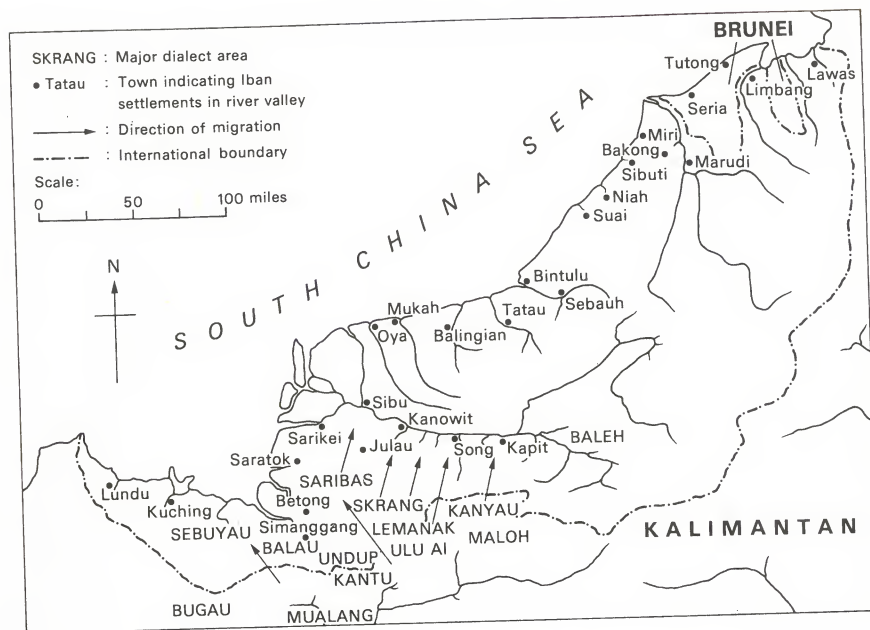 SKRANG : Major dialect area
• Tatau : Town indicating Iban
settlements in river valley
: Direction of migration
: International boundary
Scale:
0 50 100 miles
N
SOUTH CHINA SEA
BRUNEI
Tutong
Lawas
Limbang
Seria
Miri
Bakong
Marudi
Sibuti
Niah
Suai
Bintulu
Sebauh
Mukah
Tatau
Oya
Balingian
Sibu
Kanowit
Sarikei
BALEH
Julau
Song
Kapit
Saratok
SARIBAS
Lundu
Betong
SKRANG
KANYAU
Kuching
Simanggang
LEMANAK
SEBUYAU
BALAU
ULU AI
MALOH
KALIMANTAN
UNDUP
KANTU
BUGAU
MUALANG